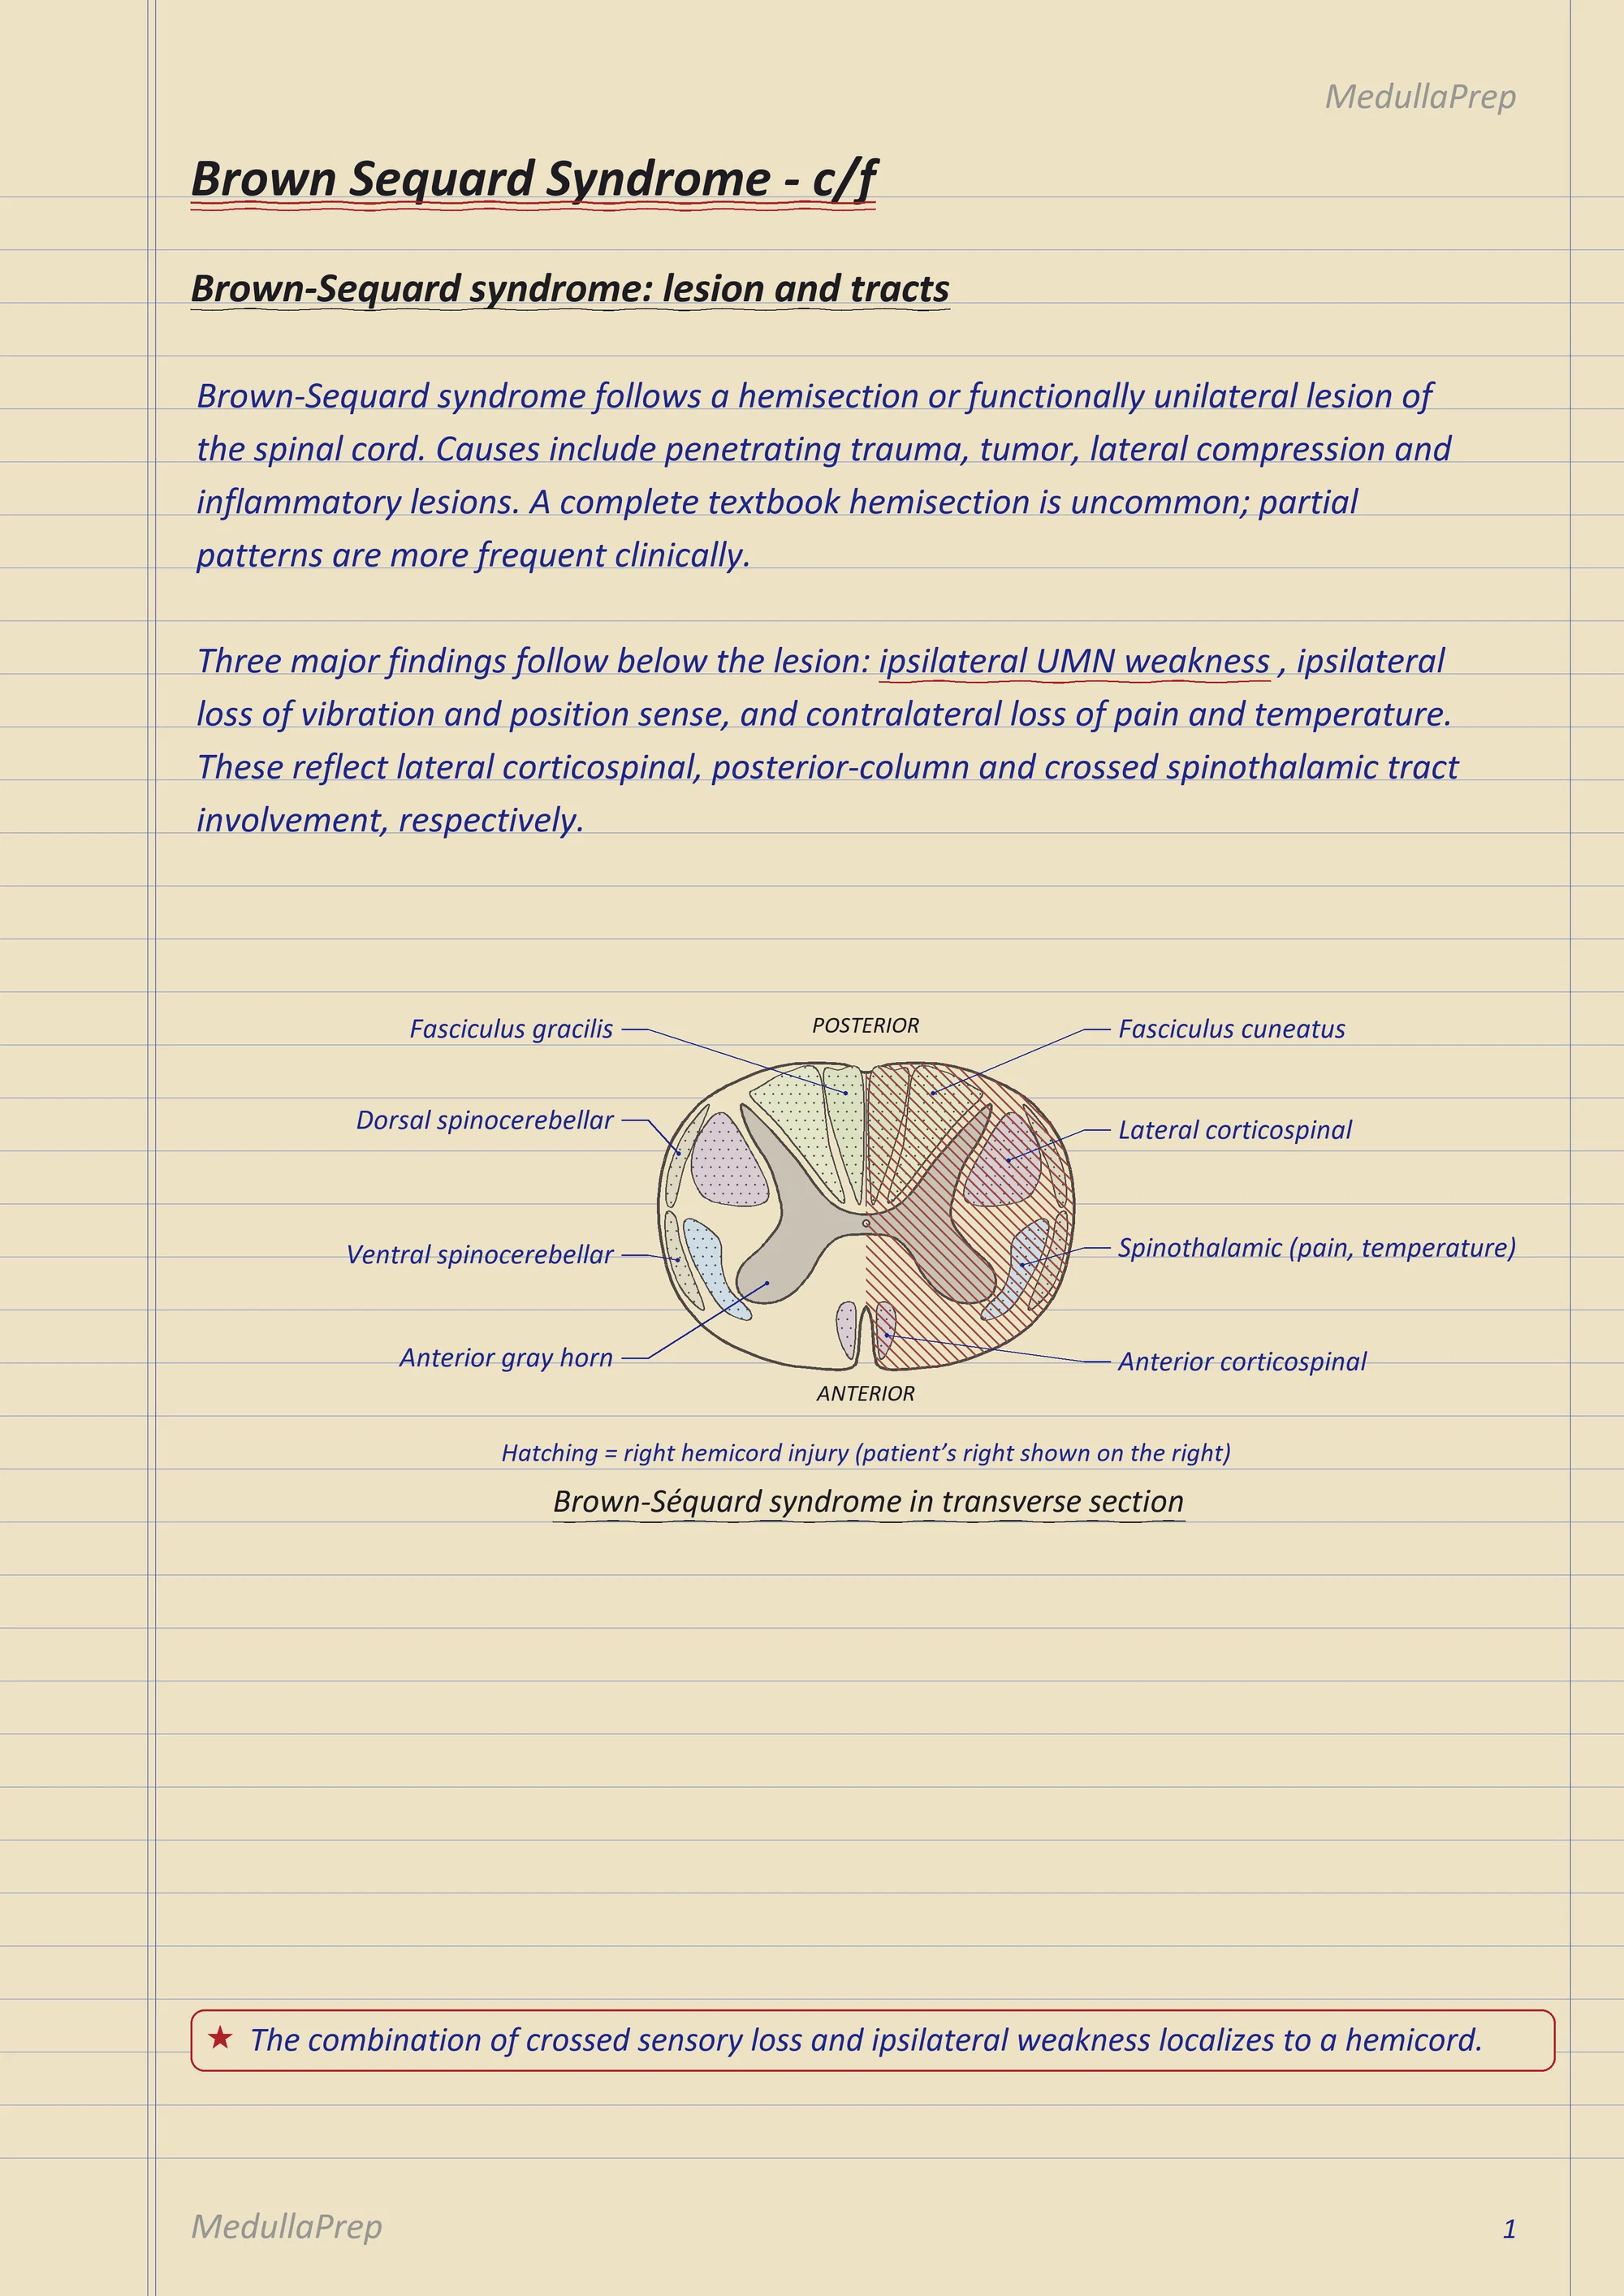 MedullaPrep
Brown Sequard Syndrome - c/f
Brown-Sequard syndrome: lesion and tracts
Brown-Sequard syndrome follows a hemisection or functionally unilateral lesion of
the spinal cord. Causes include penetrating trauma, tumor, lateral compression and
inflammatory lesions. A complete textbook hemisection is uncommon; partial
patterns are more frequent clinically.
Three major findings follow below the lesion: ipsilateral UMN weakness , ipsilateral
loss of vibration and position sense, and contralateral loss of pain and temperature.
These reflect lateral corticospinal, posterior-column and crossed spinothalamic tract
involvement, respectively.
POSTERIOR
Fasciculus gracilis
Fasciculus cuneatus
Dorsal spinocerebellar
Lateral corticospinal
Ventral spinocerebellar
Spinothalamic (pain, temperature)
Anterior gray horn
Anterior corticospinal
ANTERIOR
Hatching = right hemicord injury (patient’s right shown on the right)
Brown-Séquard syndrome in transverse section
★ The combination of crossed sensory loss and ipsilateral weakness localizes to a hemicord.
MedullaPrep
1